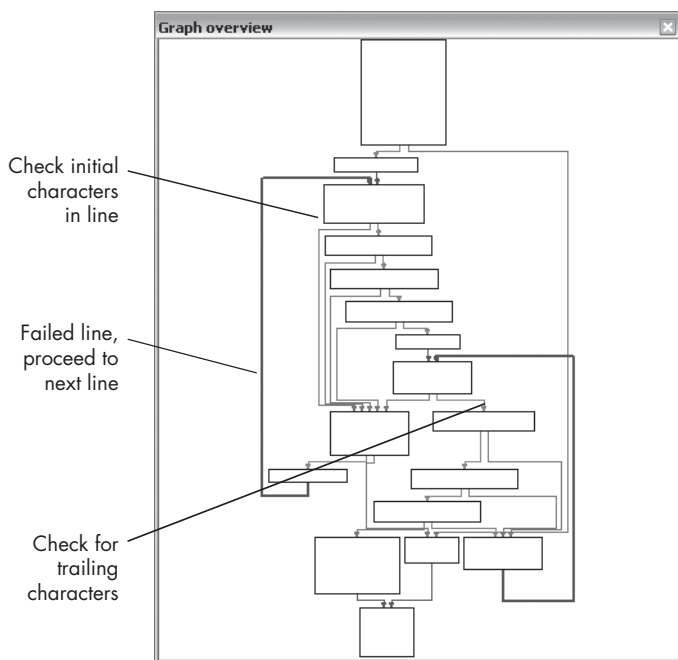 Graph overview
Check initial
characters
in line
Failed line,
proceed to
next line
Check for
trailing
characters